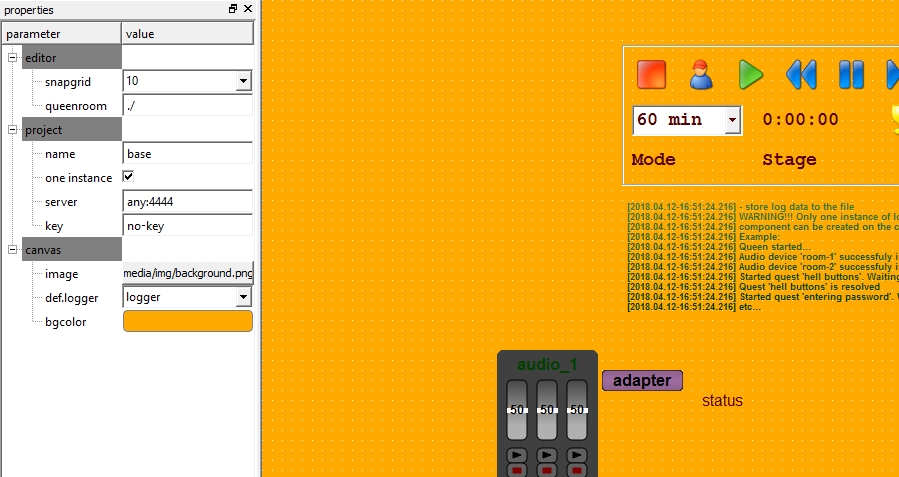 properties
parameter value
editor
snapgrid 10
queenroom ./
project
name base
one instance
server any:4444
key no-key
canvas
image media/img/background.png
def.logger logger
bgcolor
60 min 0:00:00
Mode Stage
[2018.04.12-16:51:24.216] - store log data to the file
[2018.04.12-16:51:24.216] WARNING!!! Only one instance of
[2018.04.12-16:51:24.216] component can be created on the
[2018.04.12-16:51:24.216] Example:
[2018.04.12-16:51:24.216] Queen started...
[2018.04.12-16:51:24.216] Audio device 'room-1' successfuly
[2018.04.12-16:51:24.216] Audio device 'room-2' successfuly
[2018.04.12-16:51:24.216] Started quest 'hell buttons'. Waiting
[2018.04.12-16:51:24.216] Quest 'hell buttons' is resolved
[2018.04.12-16:51:24.216] Started quest 'entering password'.
[2018.04.12-16:51:24.216] etc...
audio_1
adapter
status
50 50 50